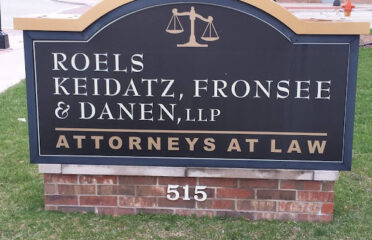 ROELS
KEIDATZ, FRONSEE
& DANEN, LLP
ATTORNEYS AT LAW
515